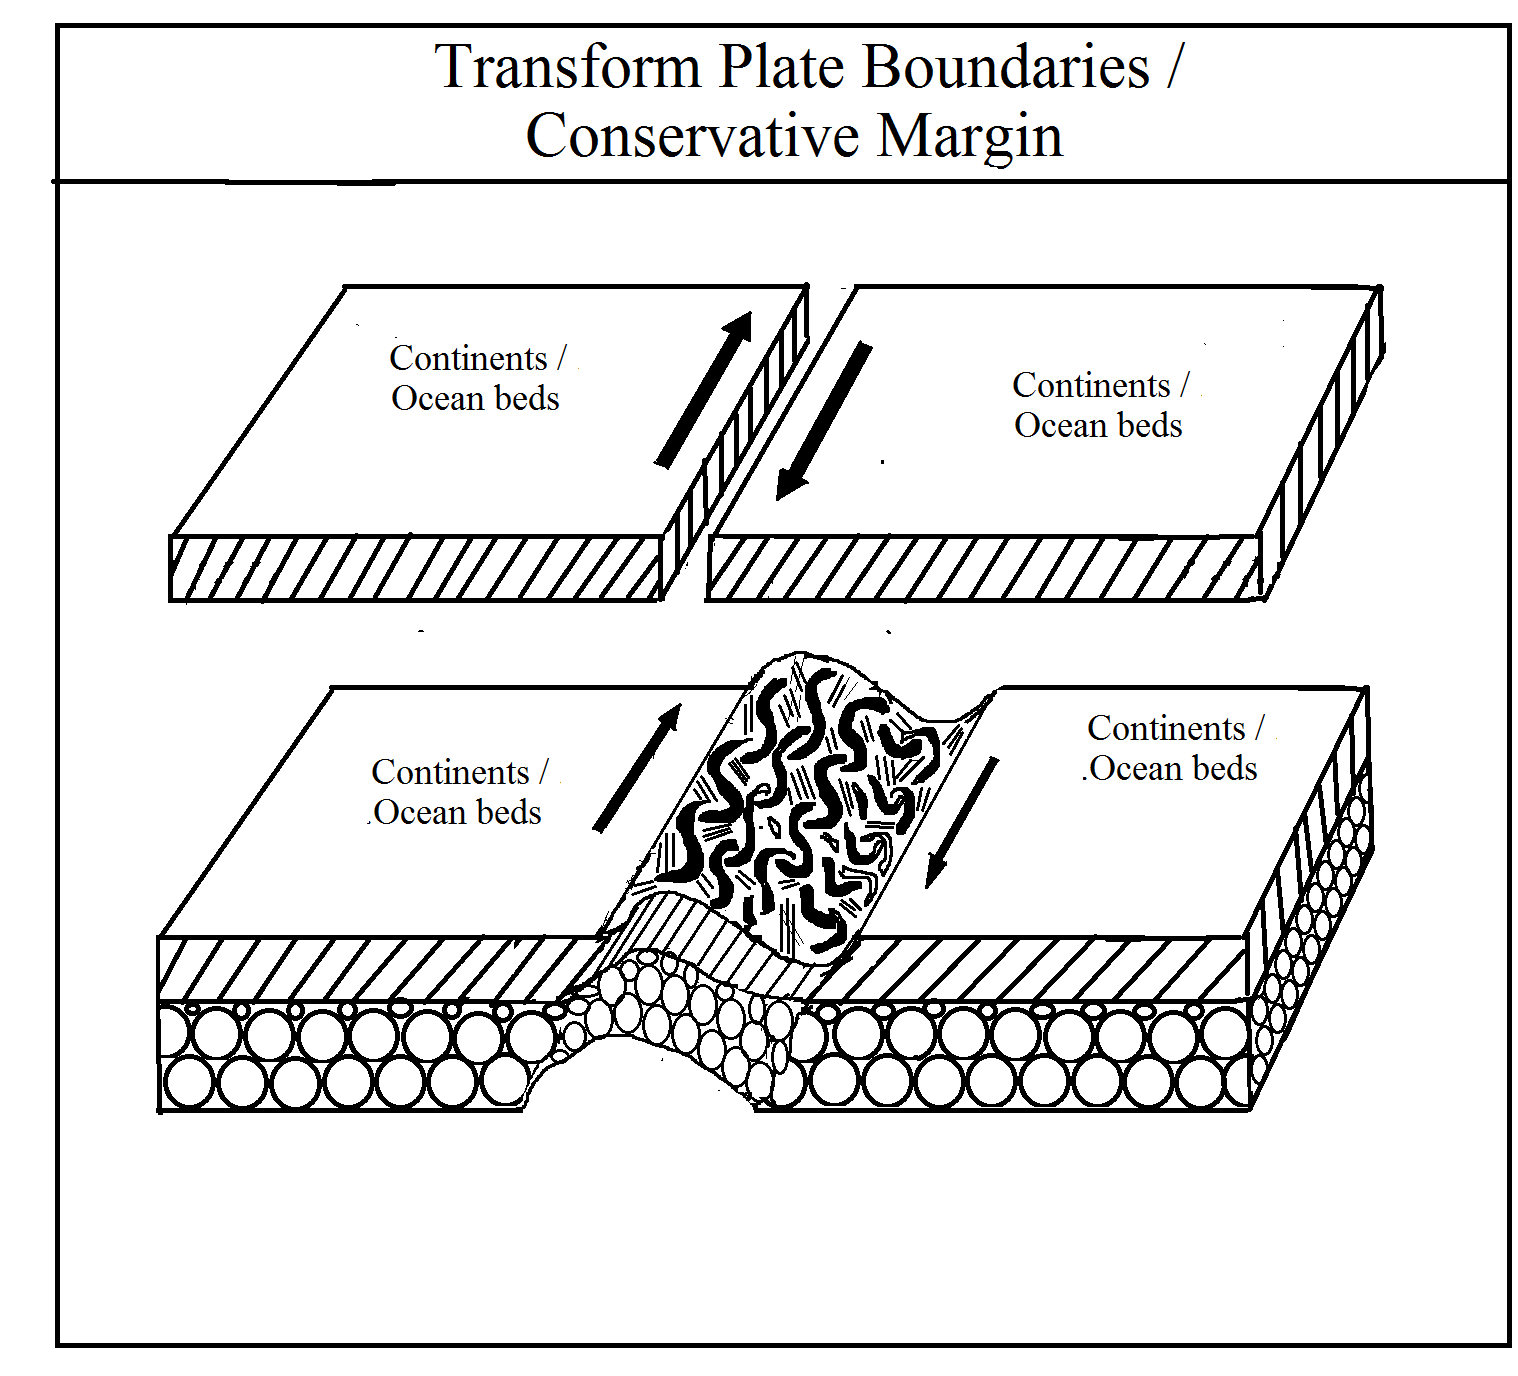 Transform Plate Boundaries /
Conservative Margin
Continents /
Ocean beds
Continents /
Ocean beds
Continents /
Ocean beds
Continents /
.Ocean beds